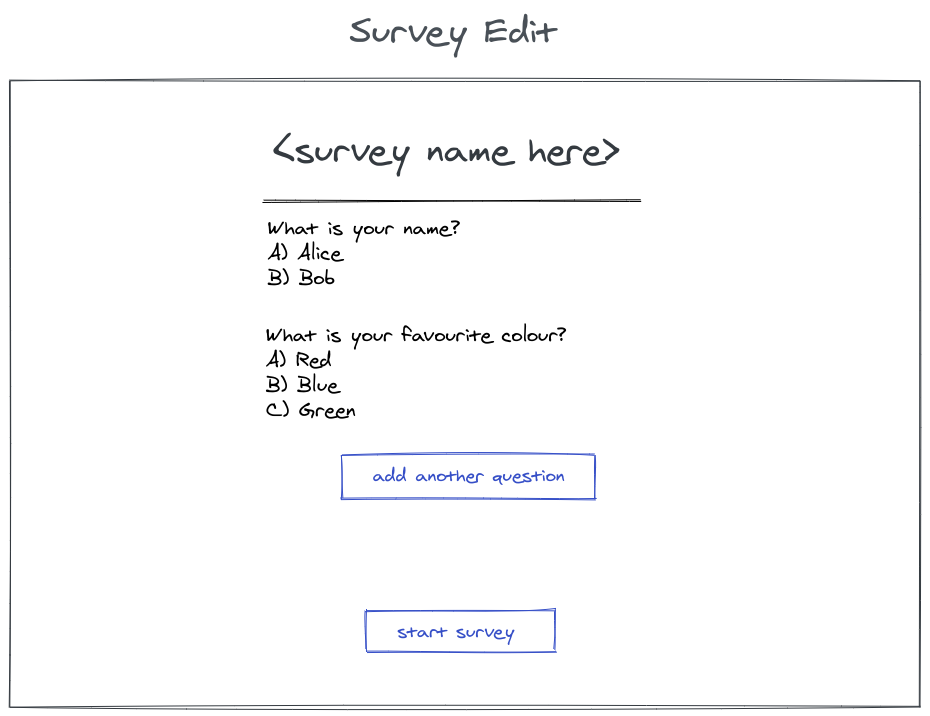 Survey Edit
<survey name here>
What is your name?
A) Alice
B) Bob
What is your favourite colour?
A) Red
B) Blue
C) Green
add another question
start survey